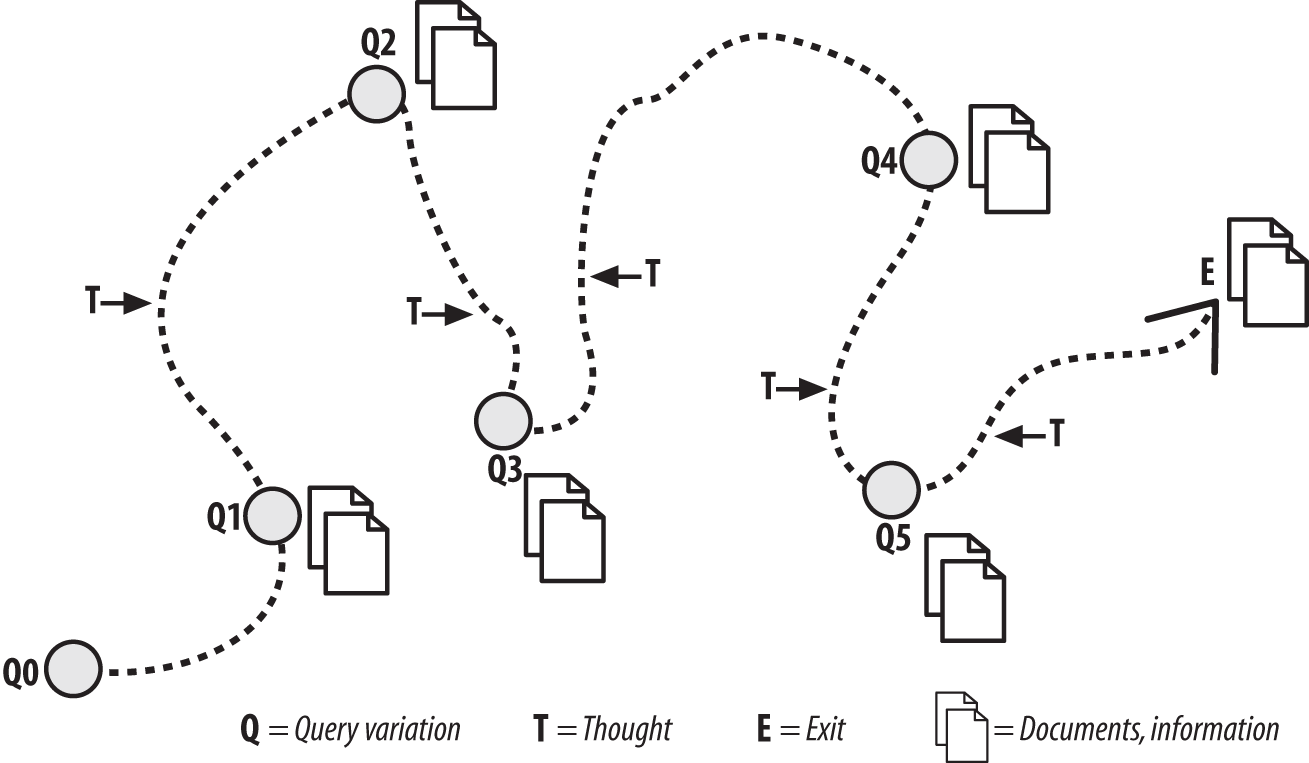 Q2
Q4
E
T
T
T
T
T
Q3
Q1
Q5
Q0
Q = Query variation
T = Thought
E = Exit
= Documents, information